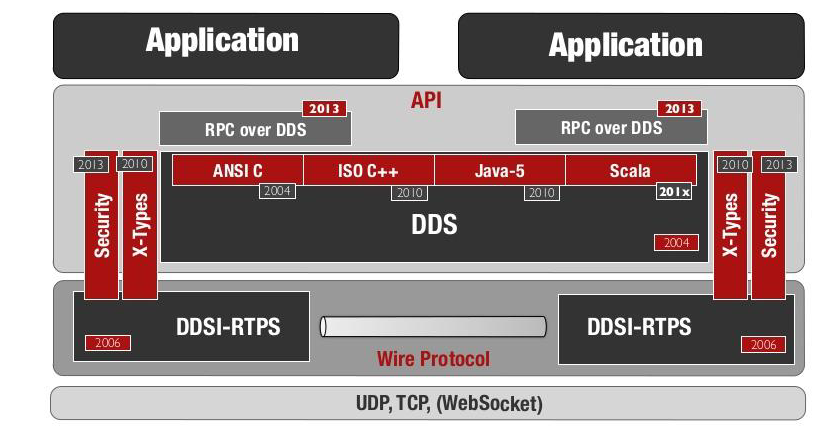 Application
Application
API
2013
2013
RPC over DDS
RPC over DDS
2013
2010
ANSI C
ISO C++
Java-5
Scala
2010
2013
2004
2010
2010
201x
Security
X-Types
DDS
X-Types
Security
2004
DDSI-RTPS
DDSI-RTPS
2006
2006
Wire Protocol
UDP, TCP, (WebSocket)